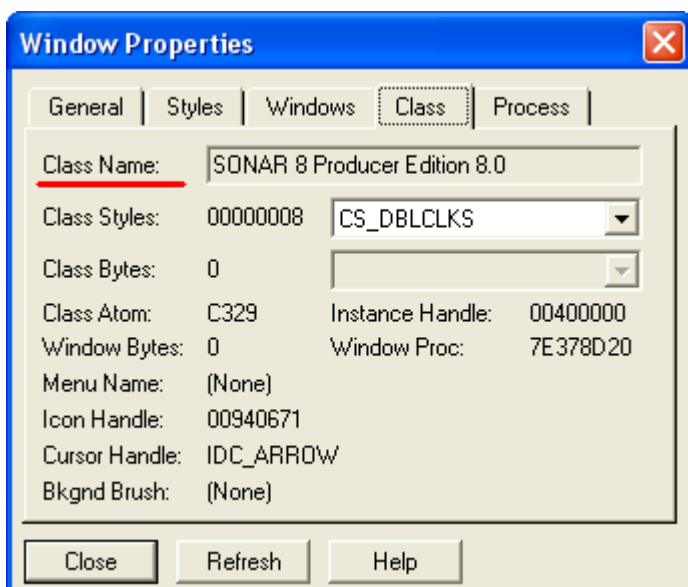 Window Properties
General Styles Windows Class Process
Class Name: SONAR 8 Producer Edition 8.0
Class Styles: 00000008 CS_DBLCLKS
Class Bytes: 0
Class Atom: C329 Instance Handle: 00400000
Window Bytes: 0 Window Proc: 7E378D20
Menu Name: (None)
Icon Handle: 00940671
Cursor Handle: IDC_ARROW
Bkgnd Brush: (None)
Close Refresh Help